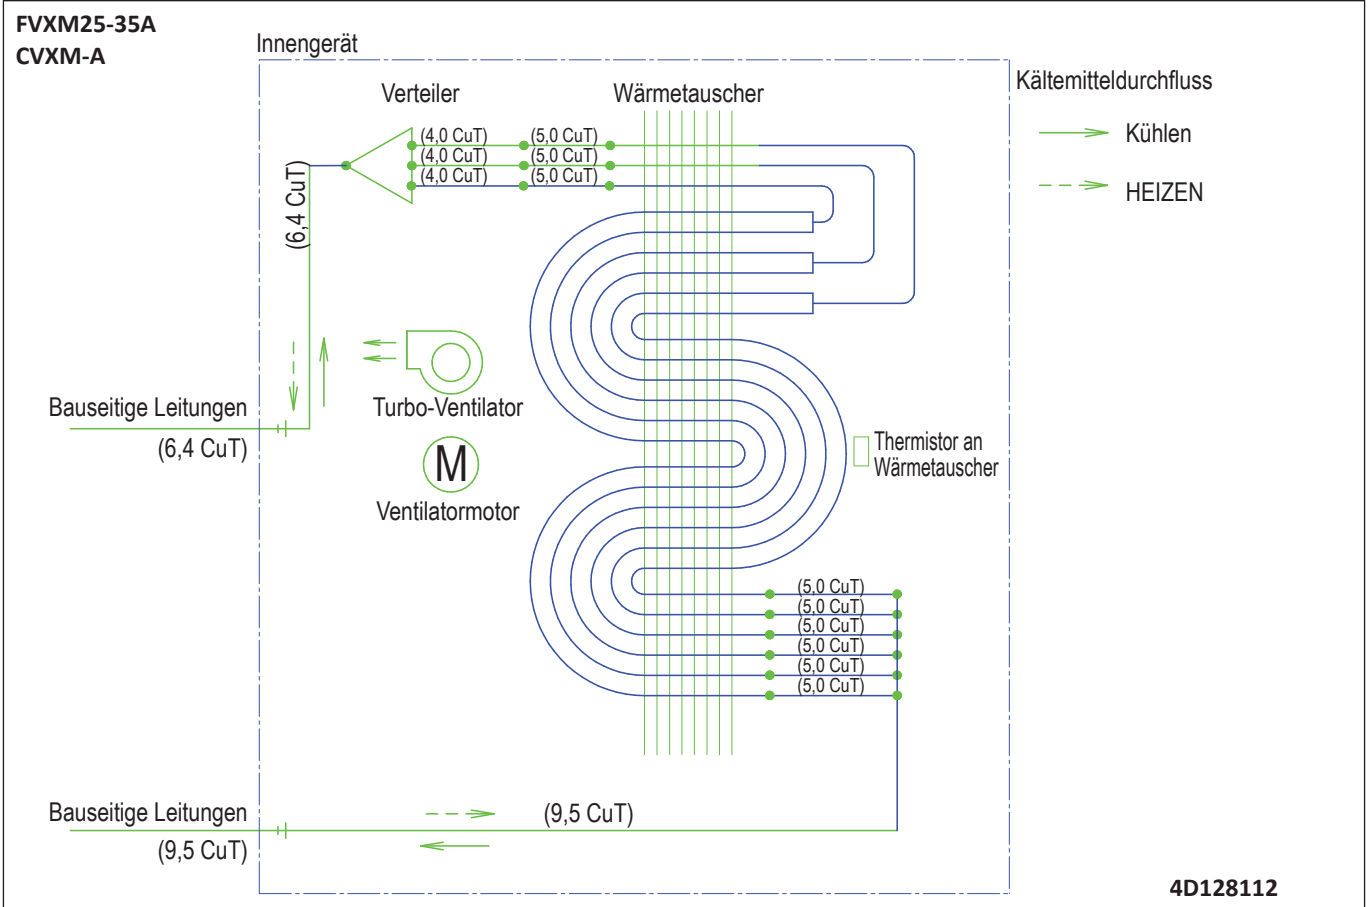 FVXM25-35A
CVXM-A
Innengerät
Kältemitteldurchfluss
Kühlen
HEIZEN
Verteiler
Wärmetauscher
(4,0 CuT) (5,0 CuT)
(4,0 CuT) (5,0 CuT)
(4,0 CuT) (5,0 CuT)
(6,4 CuT)
Bauseitige Leitungen
(6,4 CuT)
Turbo-Ventilator
M
Ventilatormotor
Thermistor an
Wärmetauscher
(5,0 CuT)
(5,0 CuT)
(5,0 CuT)
(5,0 CuT)
(5,0 CuT)
(5,0 CuT)
Bauseitige Leitungen
(9,5 CuT)
(9,5 CuT)
4D128112